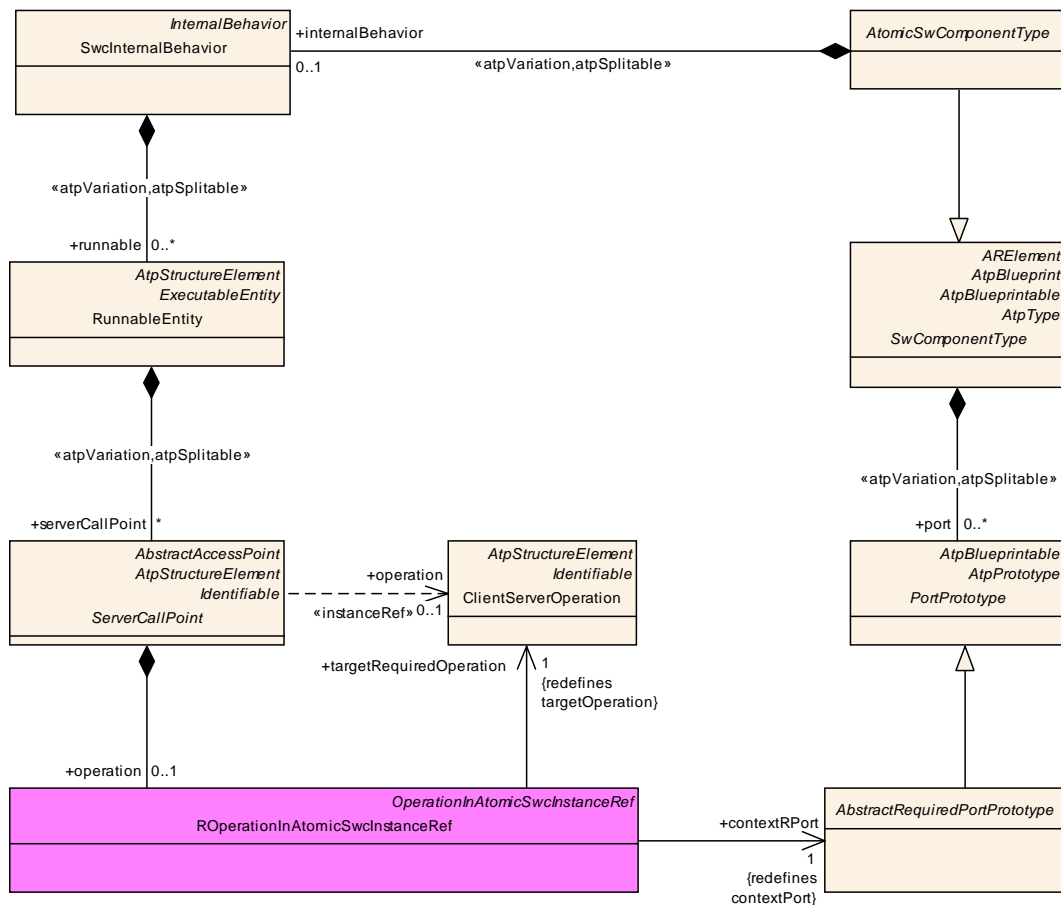 InternalBehavior
SwcInternalBehavior
+internalBehavior
0..1
«atpVariation,atpSplitable»
AtomicSwComponentType
«atpVariation,atpSplitable»
+runnable 0..*
AtpStructureElement
ExecutableEntity
RunnableEntity
ARElement
AtpBlueprint
AtpBlueprintable
AtpType
SwComponentType
«atpVariation,atpSplitable»
+serverCallPoint *
«atpVariation,atpSplitable»
+port 0..*
AbstractAccessPoint
AtpStructureElement
Identifiable
ServerCallPoint
+operation
«instanceRef» 0..1
AtpStructureElement
Identifiable
ClientServerOperation
AtpBlueprintable
AtpPrototype
PortPrototype
+targetRequiredOperation 1
{redefines
targetOperation}
+operation 0..1
OperationInAtomicSwcInstanceRef
ROperationInAtomicSwcInstanceRef
+contextRPort
1
{redefines
contextPort}
AbstractRequiredPortPrototype